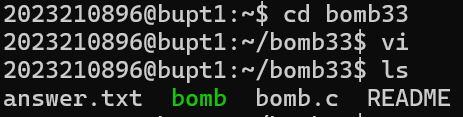 2023210896@bupt1:~$ cd bomb33
2023210896@bupt1:~/bomb33$ vi
2023210896@bupt1:~/bomb33$ ls
answer.txt  bomb  bomb.c  README